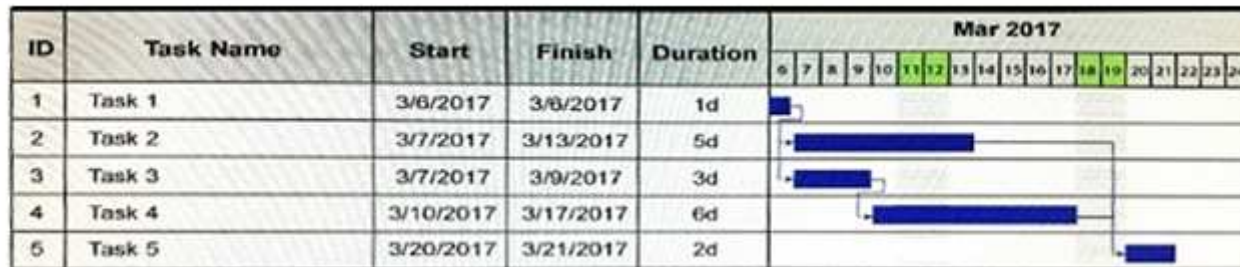 Mar 2017
ID Task Name Start Finish Duration
6 7 8 9 10 11 12 13 14 15 16 17 18 19 20 21 22 23 24
1 Task 1 3/6/2017 3/6/2017 1d
2 Task 2 3/7/2017 3/13/2017 5d
3 Task 3 3/7/2017 3/9/2017 3d
4 Task 4 3/10/2017 3/17/2017 6d
5 Task 5 3/20/2017 3/21/2017 2d